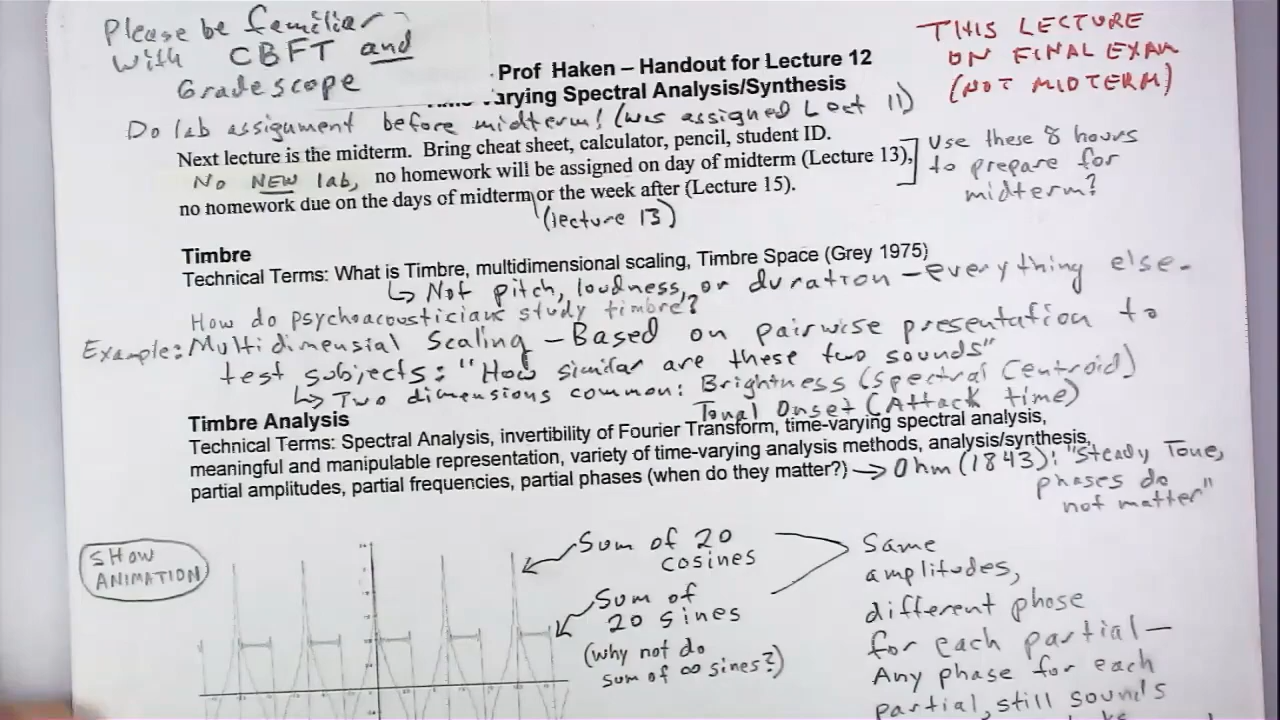 Please be familiar
with CBFT and
Gradescope
THIS LECTURE
ON FINAL EXAM
(NOT MIDTERM)
Prof Haken – Handout for Lecture 12
arying Spectral Analysis/Synthesis
Do lab assigument before midterm! (was assigned Lect 11)
Next lecture is the midterm. Bring cheat sheet, calculator, pencil, student ID.
No NEW lab, no homework will be assigned on day of midterm (Lecture 13),
no homework due on the days of midterm or the week after (Lecture 15).
(lecture 13)
Use these 8 hours
to prepare for
midterm?
Timbre
Technical Terms: What is Timbre, multidimensional scaling, Timbre Space (Grey 1975)
↳ Not pitch, loudness, or duration – everything else.
How do psychoacousticians study timbre?
Example: Multidimensial Scaling – Based on pairwise presentation to
test subjects: "How similar are these two sounds"
↳ Two dimensions common: Brightness (Spectral Centroid)
Tonal Onset (Attack time)
Timbre Analysis
Technical Terms: Spectral Analysis, invertibility of Fourier Transform, time-varying spectral analysis,
meaningful and manipulable representation, variety of time-varying analysis methods, analysis/synthesis,
partial amplitudes, partial frequencies, partial phases (when do they matter?) → Ohm (1843): "Steady Tone,
phases do
not matter"
SHOW
ANIMATION
Sum of 20
cosines
Sum of
20 sines
(why not do
sum of ∞ sines?)
Same
amplitudes,
different phose
for each partial –
Any phase for each
partial, still sounds